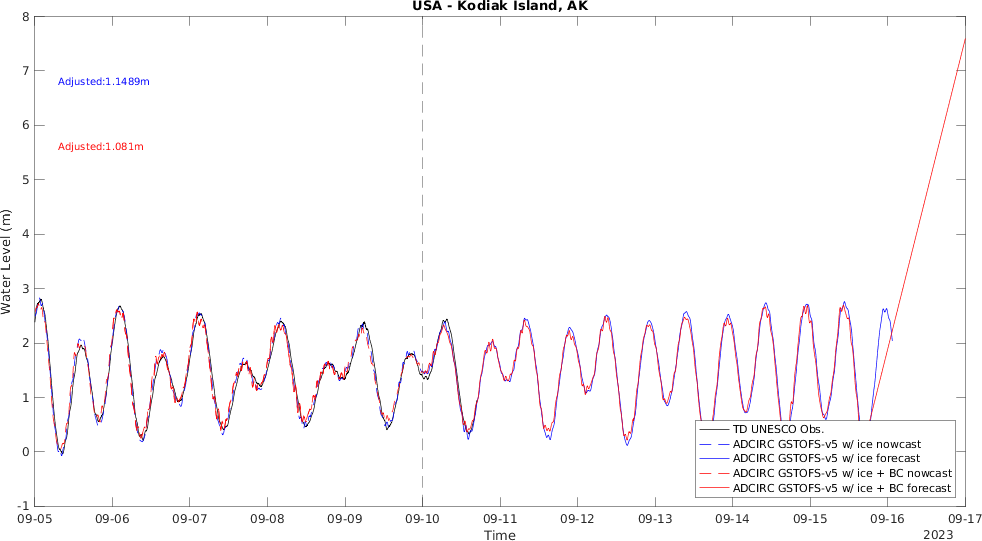 USA - Kodiak Island, AK
8
7
6
5
4
3
2
1
0
-1
Water Level (m)
Adjusted:1.1489m
Adjusted:1.081m
TD UNESCO Obs.
ADCIRC GSTOFS-v5 w/ ice nowcast
ADCIRC GSTOFS-v5 w/ ice forecast
ADCIRC GSTOFS-v5 w/ ice + BC nowcast
ADCIRC GSTOFS-v5 w/ ice + BC forecast
09-05 09-06 09-07 09-08 09-09 09-10 09-11 09-12 09-13 09-14 09-15 09-16 09-17
Time
2023